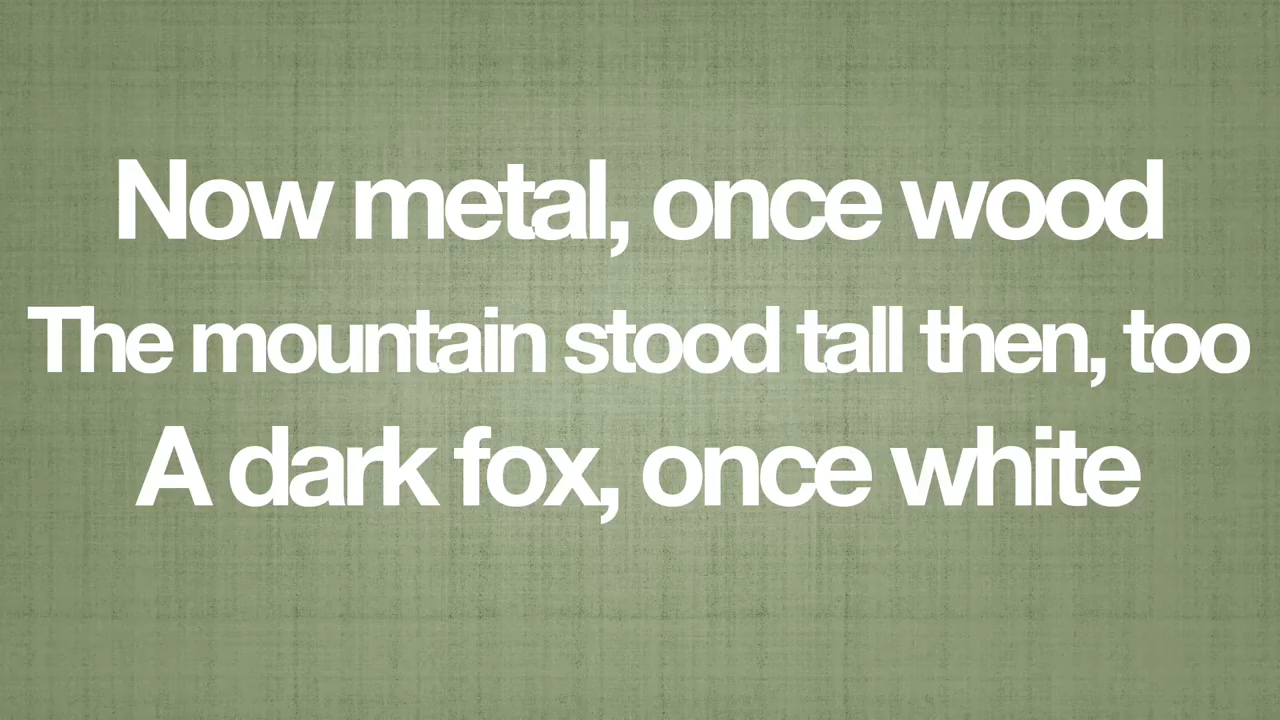 Now metal, once wood
The mountain stood tall then, too
A dark fox, once white